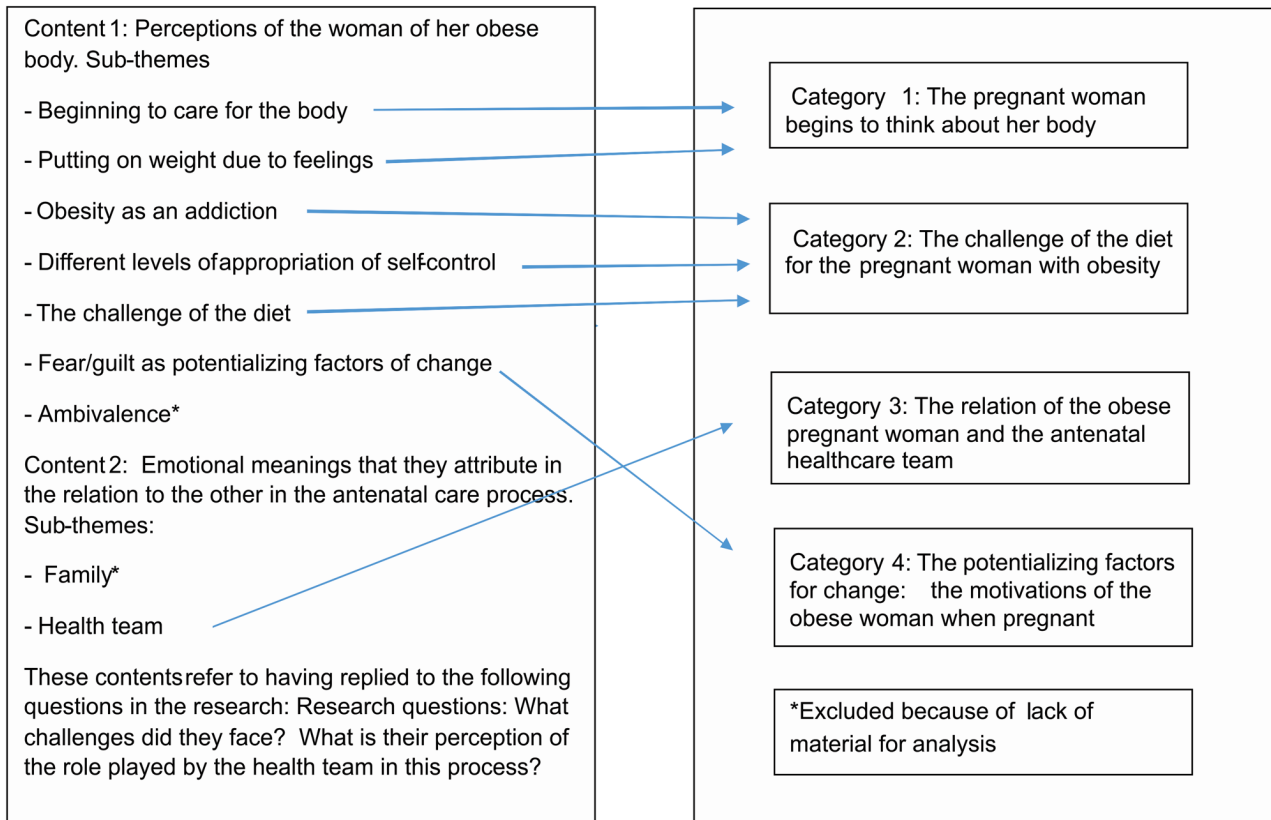 Content 1: Perceptions of the woman of her obese
body. Sub-themes
- Beginning to care for the body
- Putting on weight due to feelings
- Obesity as an addiction
- Different levels of appropriation of self-control
- The challenge of the diet
- Fear/guilt as potentializing factors of change
- Ambivalence*
Content 2: Emotional meanings that they attribute in
the relation to the other in the antenatal care process.
Sub-themes:
- Family*
- Health team
These contents refer to having replied to the following
questions in the research: Research questions: What
challenges did they face? What is their perception of
the role played by the health team in this process?
Category 1: The pregnant woman
begins to think about her body
Category 2: The challenge of the diet
for the pregnant woman with obesity
Category 3: The relation of the obese
pregnant woman and the antenatal
healthcare team
Category 4: The potentializing factors
for change: the motivations of the
obese woman when pregnant
*Excluded because of lack of
material for analysis